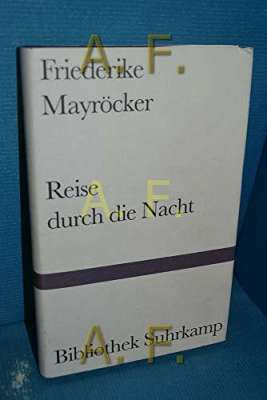 A. F.
Friederike
Mayröcker
A. F.
Reise
durch die Nacht
A. F.
A. F.
Bibliothek Suhrkamp